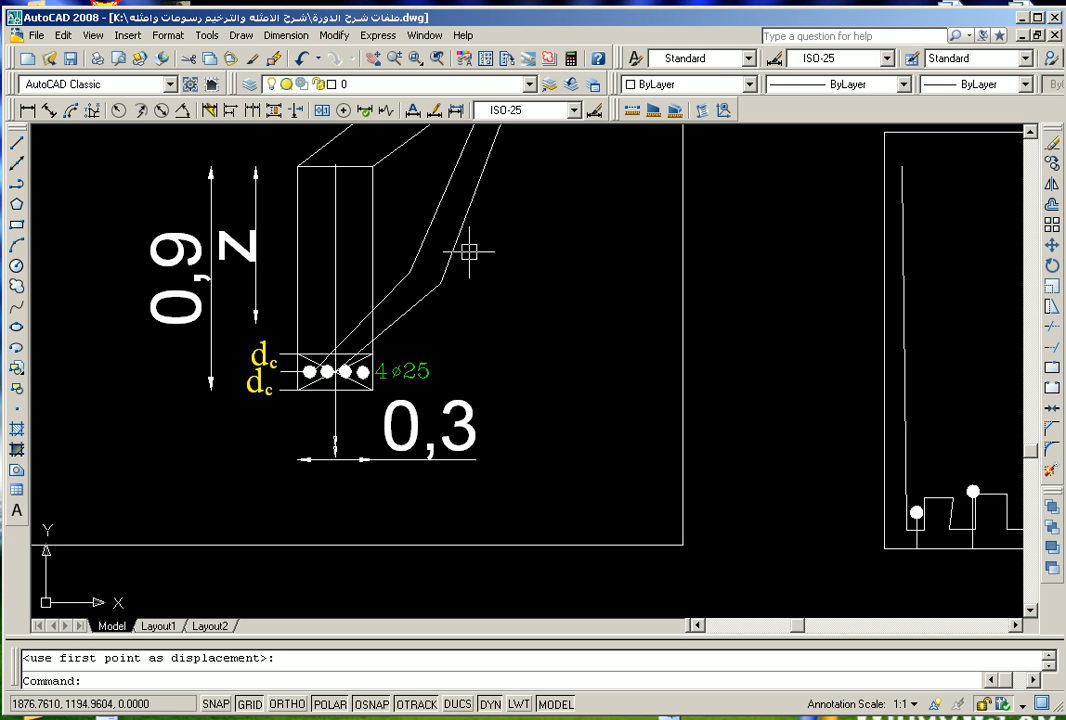 AutoCAD 2008 - [K:\ملفات شرح الدورة\شرح الامثله والترخيم رسومات وامثله.dwg]
File Edit View Insert Format Tools Draw Dimension Modify Express Window Help
Type a question for help
Standard ISO-25 Standard
AutoCAD Classic 0 ByLayer ByLayer ByLayer
ISO-25
0,9
z
dc
dc
4ø25
0,3
Y
X
Model Layout1 Layout2
<use first point as displacement>:
Command:
1876.7610, 1194.9604, 0.0000 SNAP GRID ORTHO POLAR OSNAP OTRACK DUCS DYN LWT MODEL Annotation Scale: 1:1